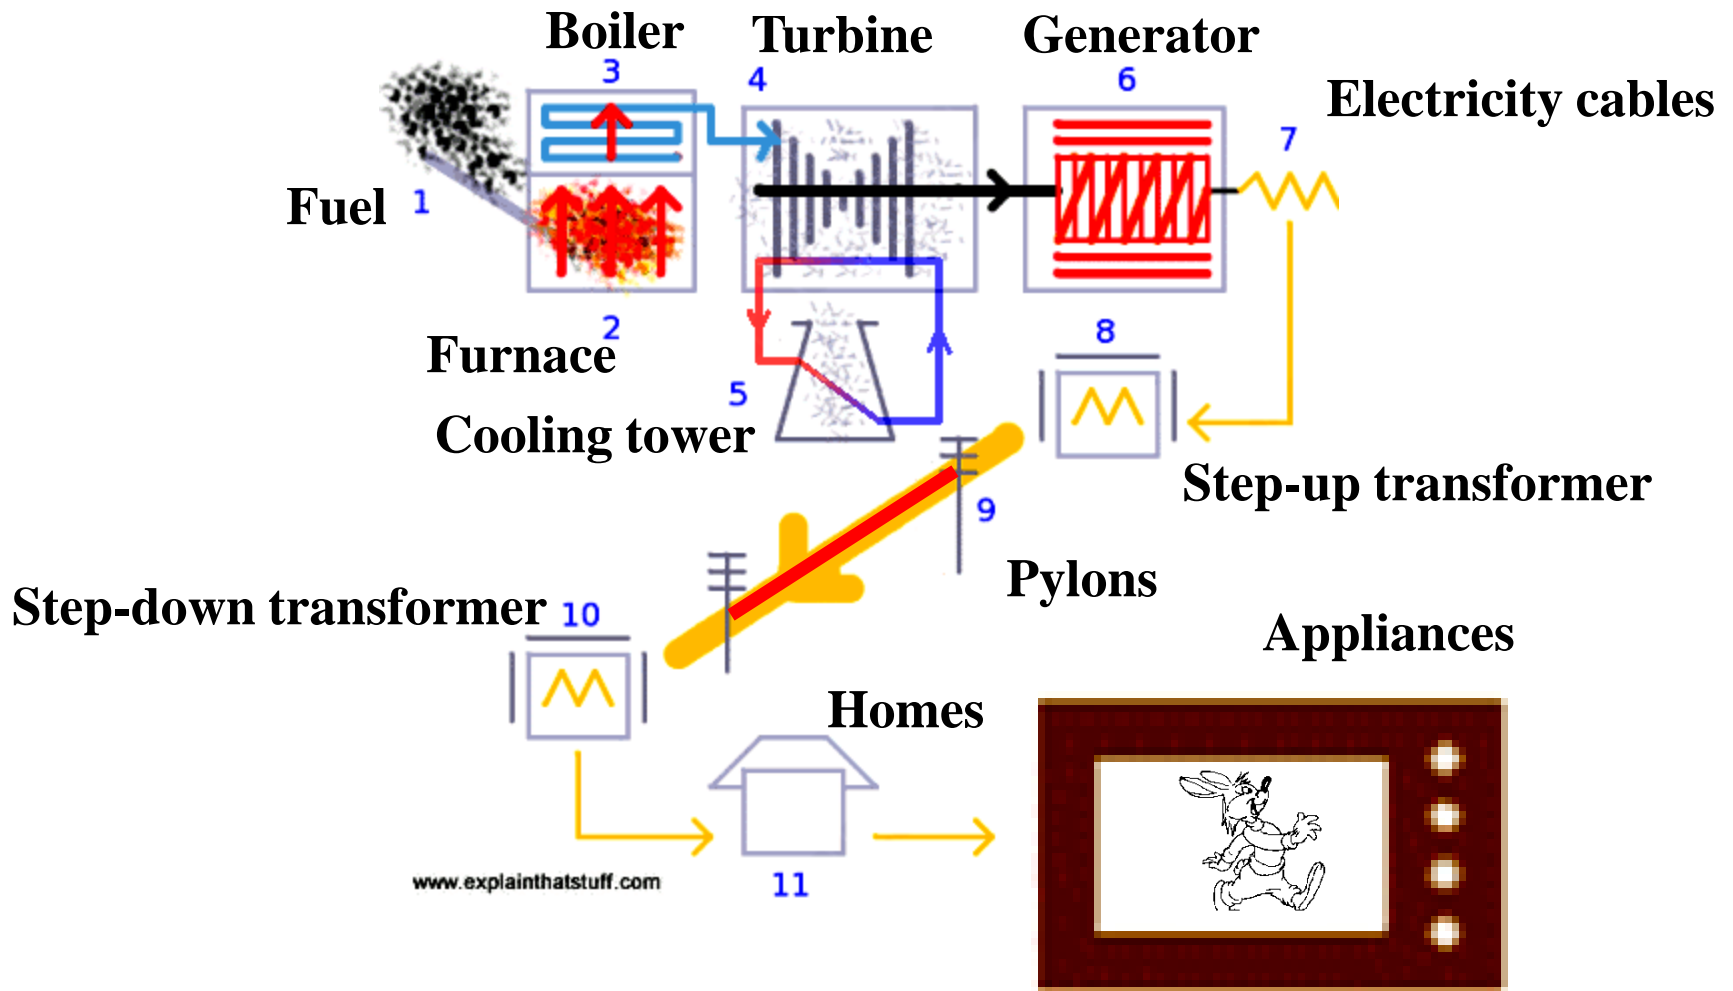 Boiler
Turbine
Generator
3
4
6
Electricity cables
7
Fuel
1
2
8
Furnace
5
Cooling tower
Step-up transformer
9
Pylons
Step-down transformer
10
Appliances
Homes
www.explainthatstuff.com
11